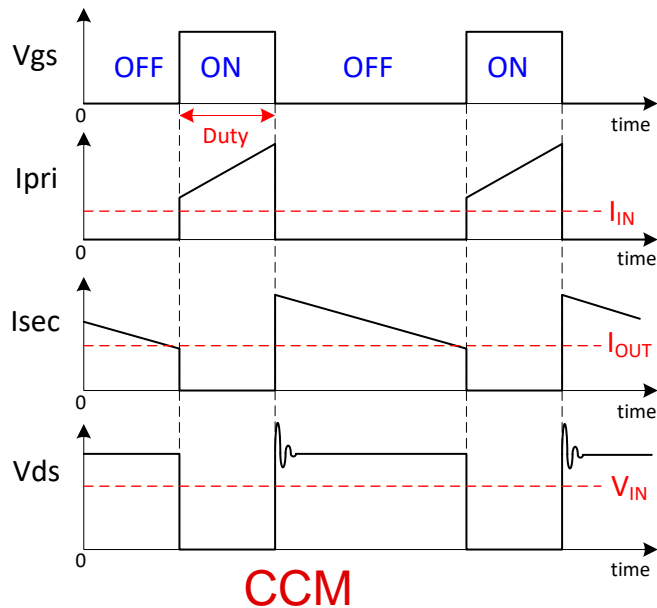 Vgs
OFF ON OFF ON
0
time
Duty
Ipri
I_IN
0
time
Isec
I_OUT
0
time
Vds
V_IN
0
time
CCM